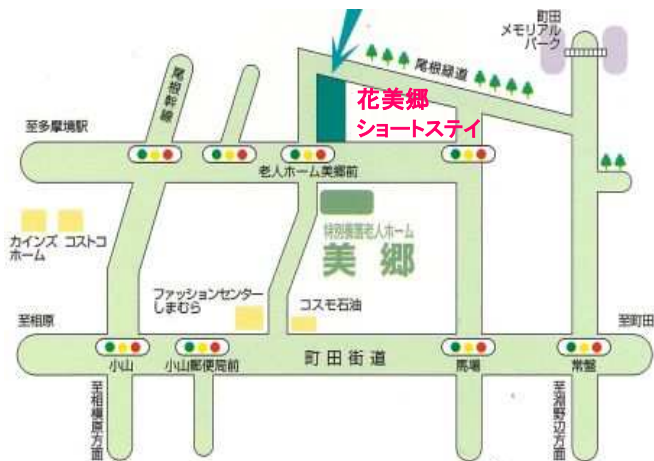 町田
メモリアル
パーク
尾根緑道
尾根幹線
花美郷
ショートステイ
至多摩境駅
老人ホーム美郷前
特別養護老人ホーム
美郷
カインズ
ホーム
コストコ
ファッションセンター
しまむら
コスモ石油
至相原
至町田
小山
小山郵便局前
町田街道
馬場
常盤
至相模原方面
至淵野辺方面